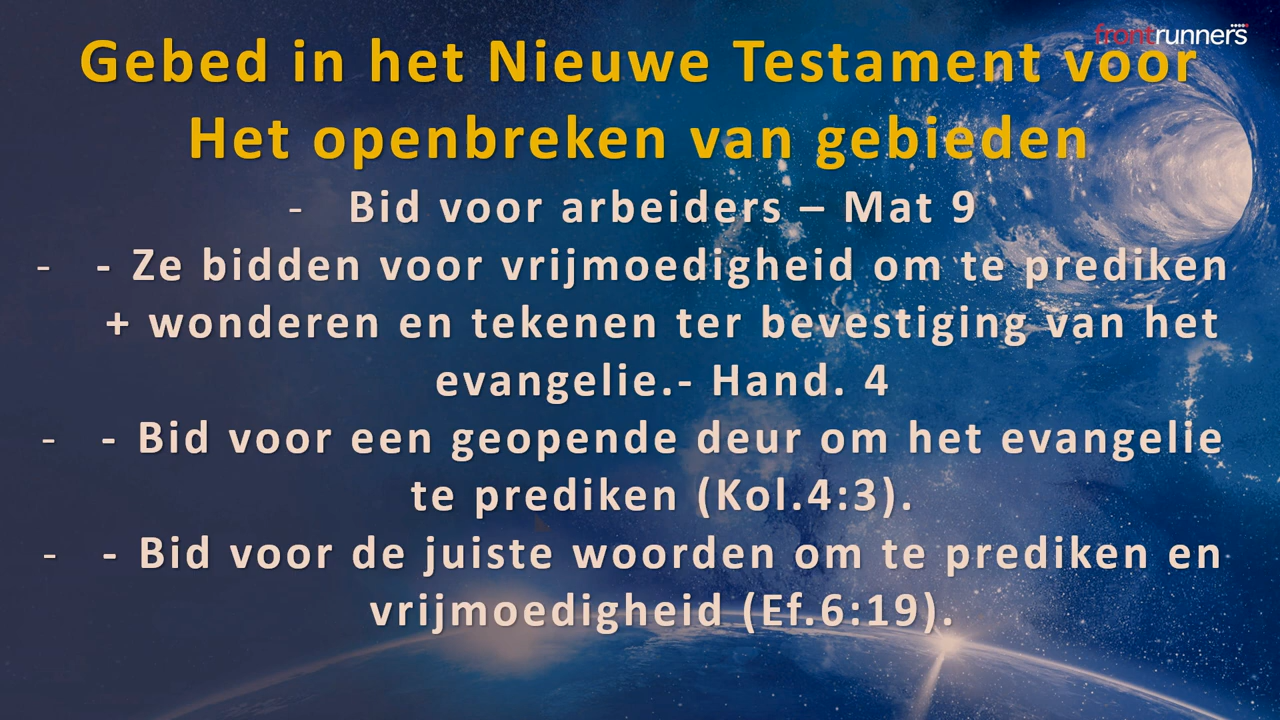 frontrunners
Gebed in het Nieuwe Testament voor
Het openbreken van gebieden
- Bid voor arbeiders – Mat 9
- - Ze bidden voor vrijmoedigheid om te prediken
+ wonderen en tekenen ter bevestiging van het
evangelie.- Hand. 4
- - Bid voor een geopende deur om het evangelie
te prediken (Kol.4:3).
- - Bid voor de juiste woorden om te prediken en
vrijmoedigheid (Ef.6:19).